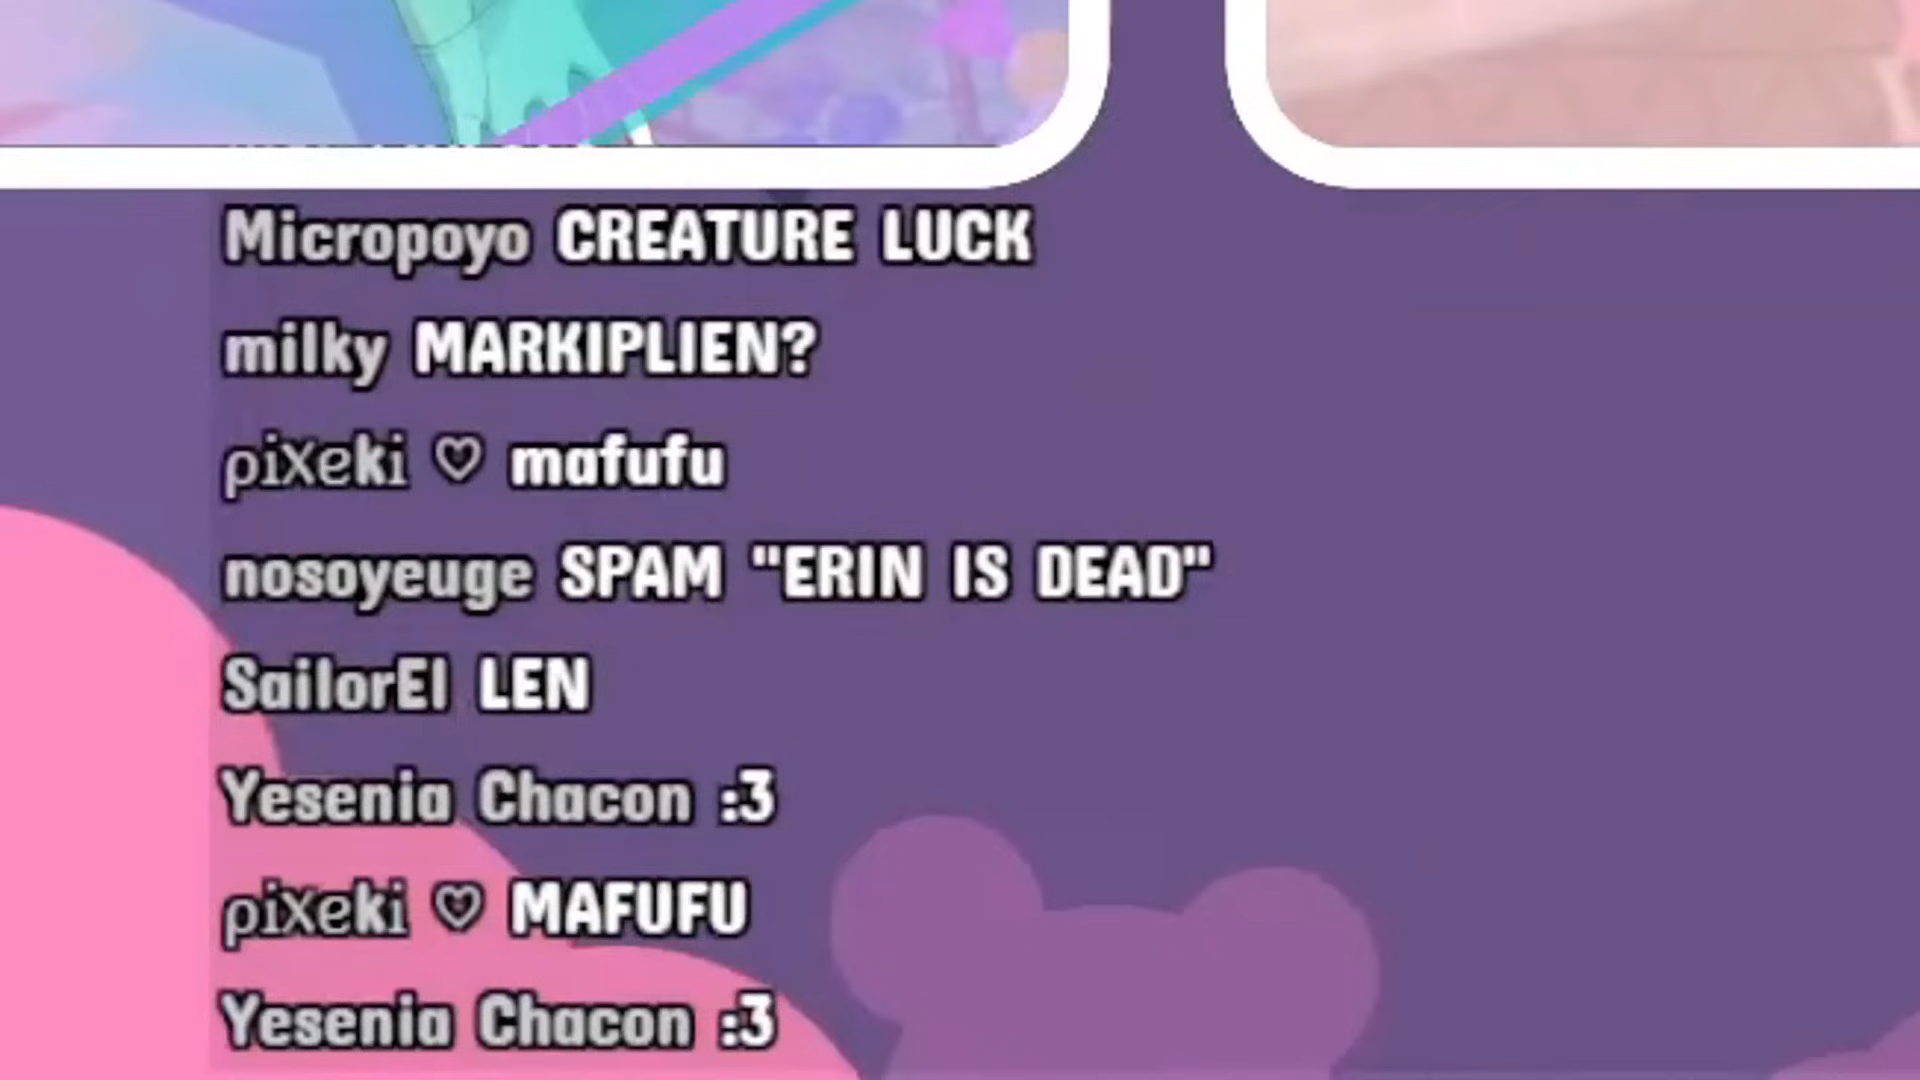 Micropoyo CREATURE LUCK
milky MARKIPLIEN?
ρiXeki ♡ mafufu
nosoyeuge SPAM "ERIN IS DEAD"
SailorEl LEN
Yesenia Chacon :3
ρiXeki ♡ MAFUFU
Yesenia Chacon :3